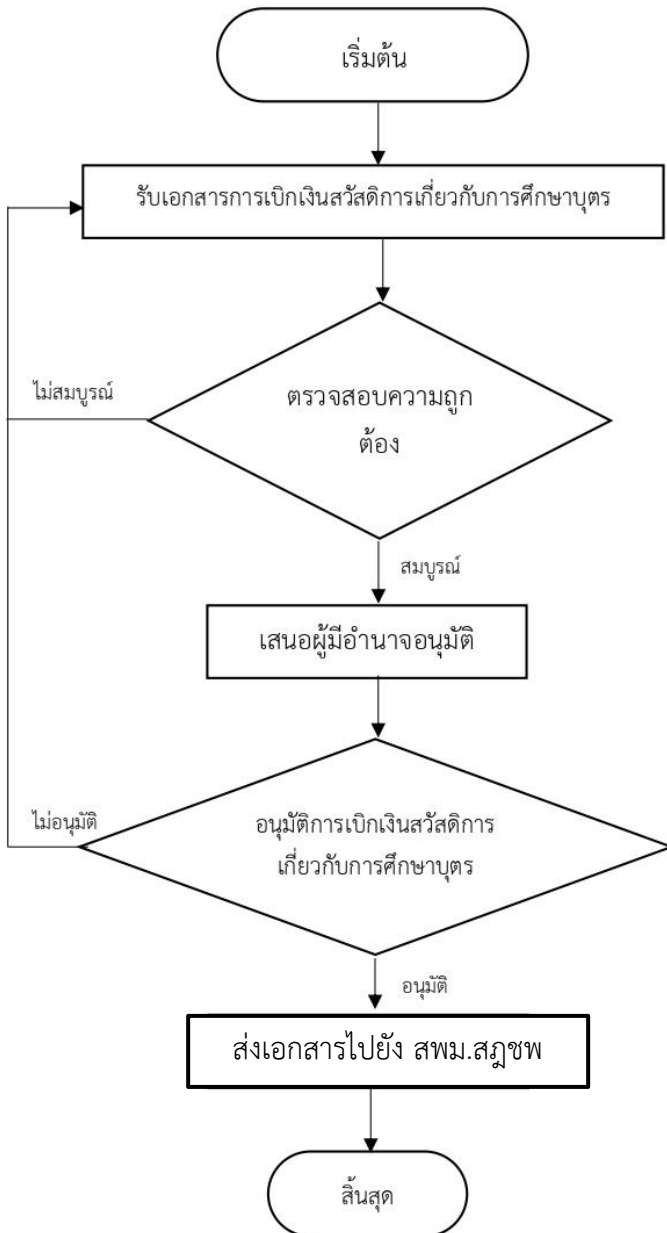 เริ่มต้น
รับเอกสารการเบิกเงินสวัสดิการเกี่ยวกับการศึกษาบุตร
ไม่สมบูรณ์
ตรวจสอบความถูก
ต้อง
สมบูรณ์
เสนอผู้มีอำนาจอนุมัติ
ไม่อนุมัติ
อนุมัติการเบิกเงินสวัสดิการ
เกี่ยวกับการศึกษาบุตร
อนุมัติ
ส่งเอกสารไปยัง สพม.สฎชพ
สิ้นสุด